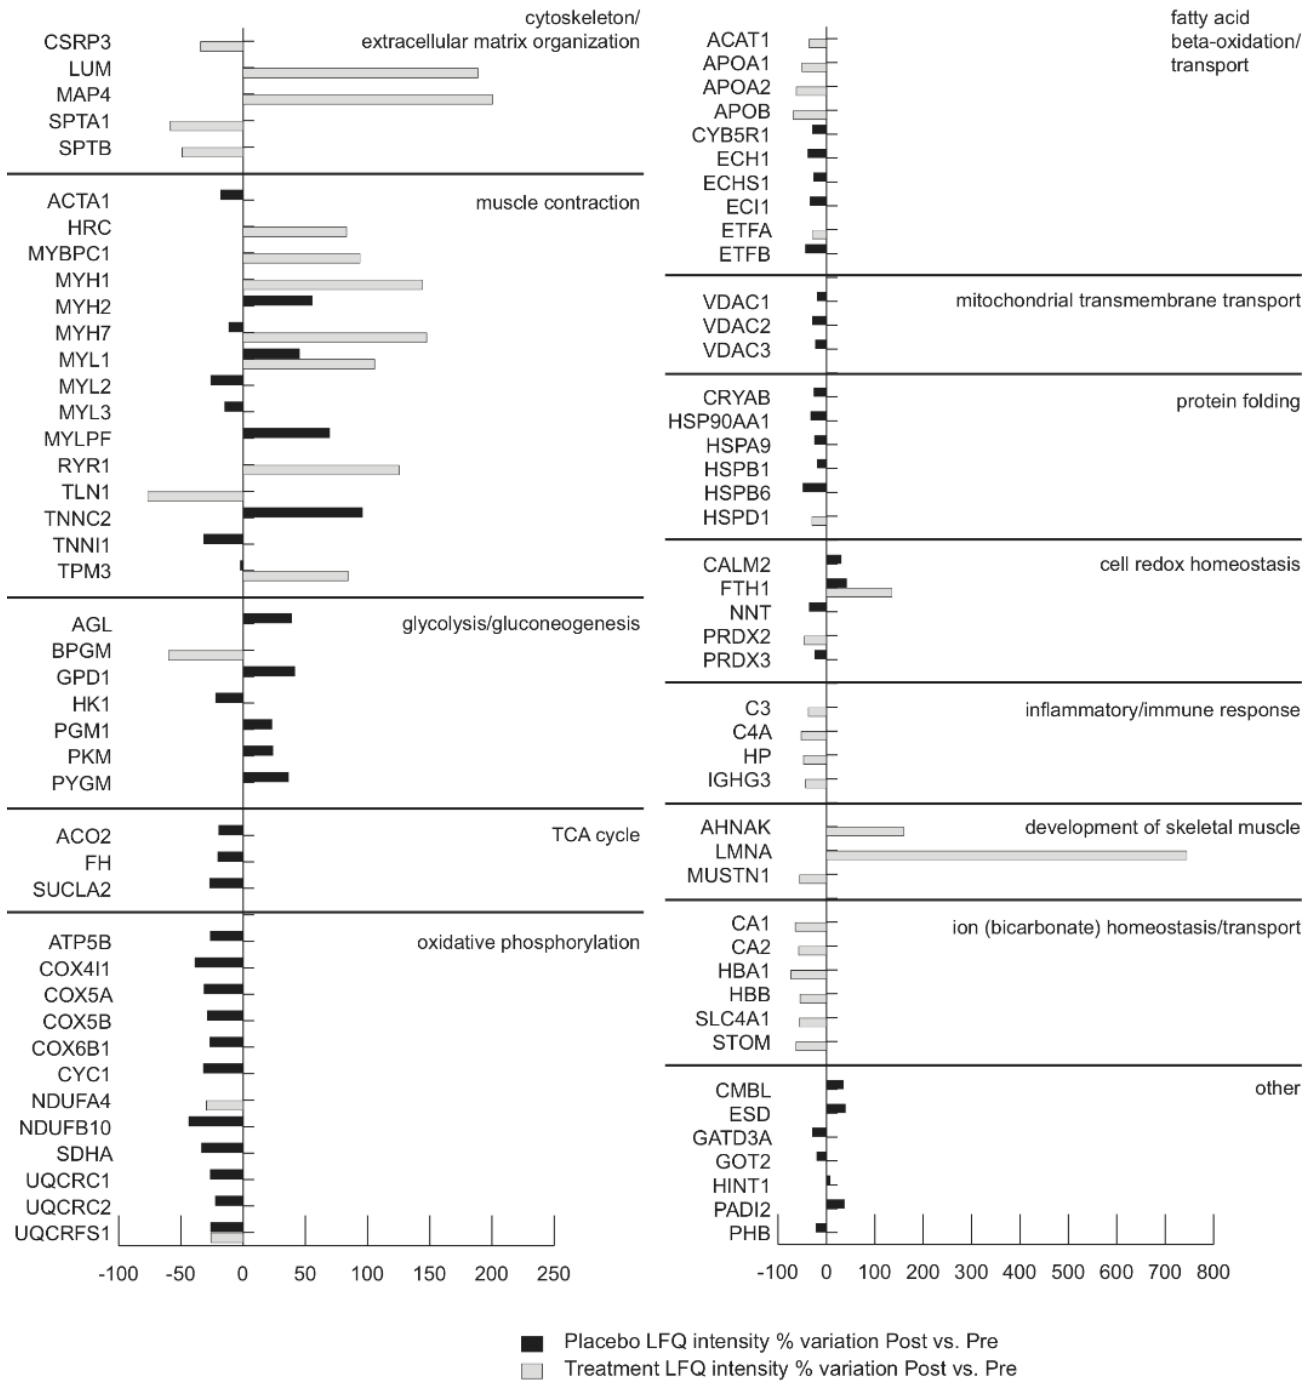 cytoskeleton/
extracellular matrix organization
CSRP3
LUM
MAP4
SPTA1
SPTB
muscle contraction
ACTA1
HRC
MYBPC1
MYH1
MYH2
MYH7
MYL1
MYL2
MYL3
MYLPF
RYR1
TLN1
TNNC2
TNNI1
TPM3
glycolysis/gluconeogenesis
AGL
BPGM
GPD1
HK1
PGM1
PKM
PYGM
TCA cycle
ACO2
FH
SUCLA2
oxidative phosphorylation
ATP5B
COX4I1
COX5A
COX5B
COX6B1
CYC1
NDUFA4
NDUFB10
SDHA
UQCRC1
UQCRC2
UQCRFS1
-100 -50 0 50 100 150 200 250
fatty acid
beta-oxidation/
transport
ACAT1
APOA1
APOA2
APOB
CYB5R1
ECH1
ECHS1
ECI1
ETFA
ETFB
mitochondrial transmembrane transport
VDAC1
VDAC2
VDAC3
protein folding
CRYAB
HSP90AA1
HSPA9
HSPB1
HSPB6
HSPD1
cell redox homeostasis
CALM2
FTH1
NNT
PRDX2
PRDX3
inflammatory/immune response
C3
C4A
HP
IGHG3
development of skeletal muscle
AHNAK
LMNA
MUSTN1
ion (bicarbonate) homeostasis/transport
CA1
CA2
HBA1
HBB
SLC4A1
STOM
other
CMBL
ESD
GATD3A
GOT2
HINT1
PADI2
PHB
-100 0 100 200 300 400 500 600 700 800
Placebo LFQ intensity % variation Post vs. Pre
Treatment LFQ intensity % variation Post vs. Pre